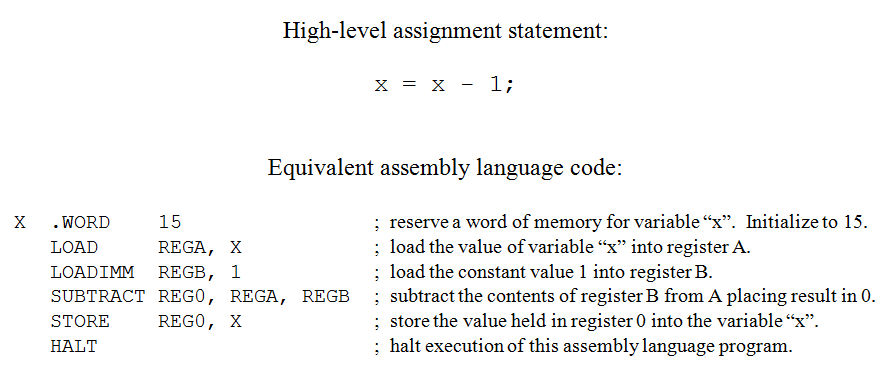 High-level assignment statement:
x = x - 1;
Equivalent assembly language code:
X .WORD 15 ; reserve a word of memory for variable “x”. Initialize to 15.
LOAD REGA, X ; load the value of variable “x” into register A.
LOADIMM REGB, 1 ; load the constant value 1 into register B.
SUBTRACT REG0, REGA, REGB ; subtract the contents of register B from A placing result in 0.
STORE REG0, X ; store the value held in register 0 into the variable “x”.
HALT ; halt execution of this assembly language program.